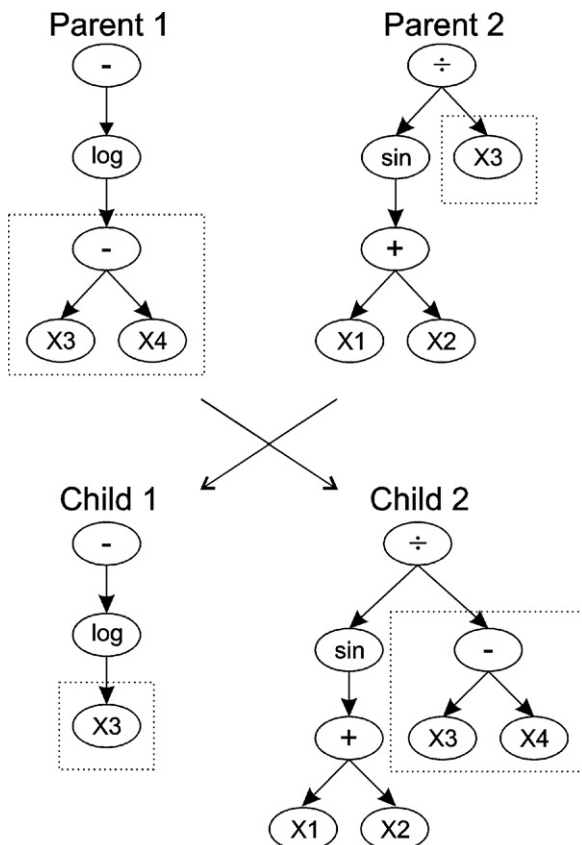 Parent 1 Parent 2
- ÷
log sin X3
- +
X3 X4 X1 X2
Child 1 Child 2
- ÷
log sin -
X3 + X3 X4
X1 X2